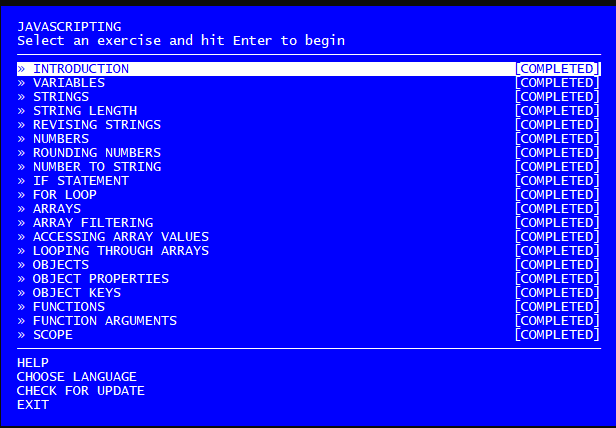 JAVASCRIPTING
Select an exercise and hit Enter to begin
» INTRODUCTION [COMPLETED]
» VARIABLES [COMPLETED]
» STRINGS [COMPLETED]
» STRING LENGTH [COMPLETED]
» REVISING STRINGS [COMPLETED]
» NUMBERS [COMPLETED]
» ROUNDING NUMBERS [COMPLETED]
» NUMBER TO STRING [COMPLETED]
» IF STATEMENT [COMPLETED]
» FOR LOOP [COMPLETED]
» ARRAYS [COMPLETED]
» ARRAY FILTERING [COMPLETED]
» ACCESSING ARRAY VALUES [COMPLETED]
» LOOPING THROUGH ARRAYS [COMPLETED]
» OBJECTS [COMPLETED]
» OBJECT PROPERTIES [COMPLETED]
» OBJECT KEYS [COMPLETED]
» FUNCTIONS [COMPLETED]
» FUNCTION ARGUMENTS [COMPLETED]
» SCOPE [COMPLETED]
HELP
CHOOSE LANGUAGE
CHECK FOR UPDATE
EXIT